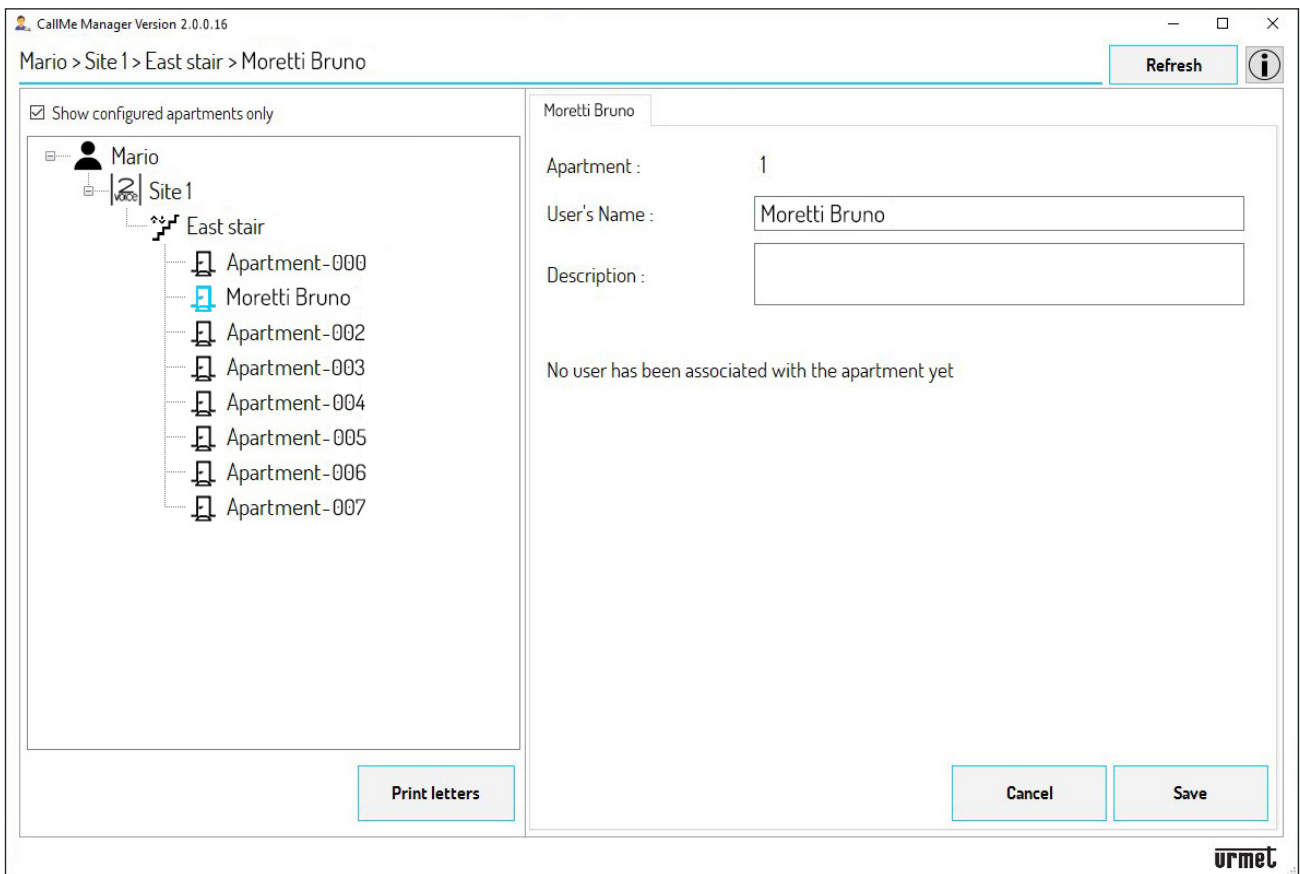 CallMe Manager Version 2.0.0.16
Mario > Site 1 > East stair > Moretti Bruno
Refresh
Show configured apartments only
Mario
2 VOICE Site 1
East stair
Apartment-000
Moretti Bruno
Apartment-002
Apartment-003
Apartment-004
Apartment-005
Apartment-006
Apartment-007
Print letters
Moretti Bruno
Apartment : 1
User's Name : Moretti Bruno
Description :
No user has been associated with the apartment yet
Cancel Save
urmet